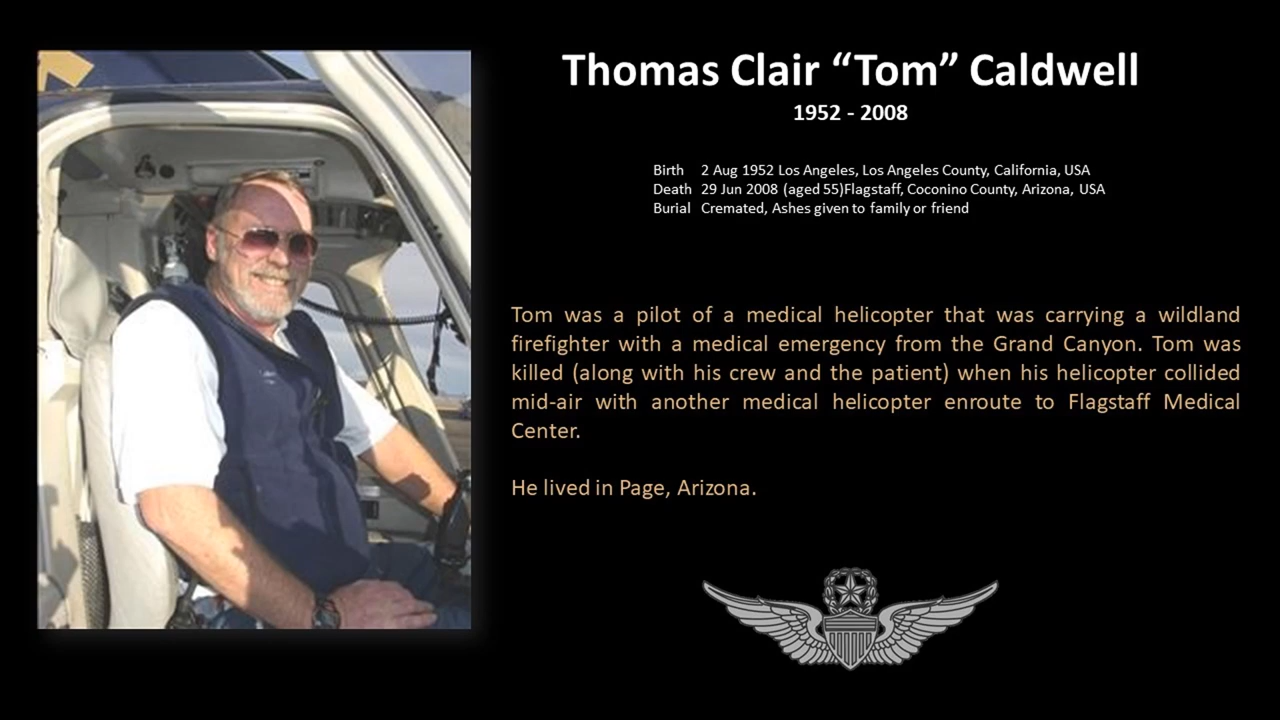 Thomas Clair “Tom” Caldwell
1952 - 2008
Birth 2 Aug 1952 Los Angeles, Los Angeles County, California, USA
Death 29 Jun 2008 (aged 55)Flagstaff, Coconino County, Arizona, USA
Burial Cremated, Ashes given to family or friend
Tom was a pilot of a medical helicopter that was carrying a wildland
firefighter with a medical emergency from the Grand Canyon. Tom was
killed (along with his crew and the patient) when his helicopter collided
mid-air with another medical helicopter enroute to Flagstaff Medical
Center.
He lived in Page, Arizona.